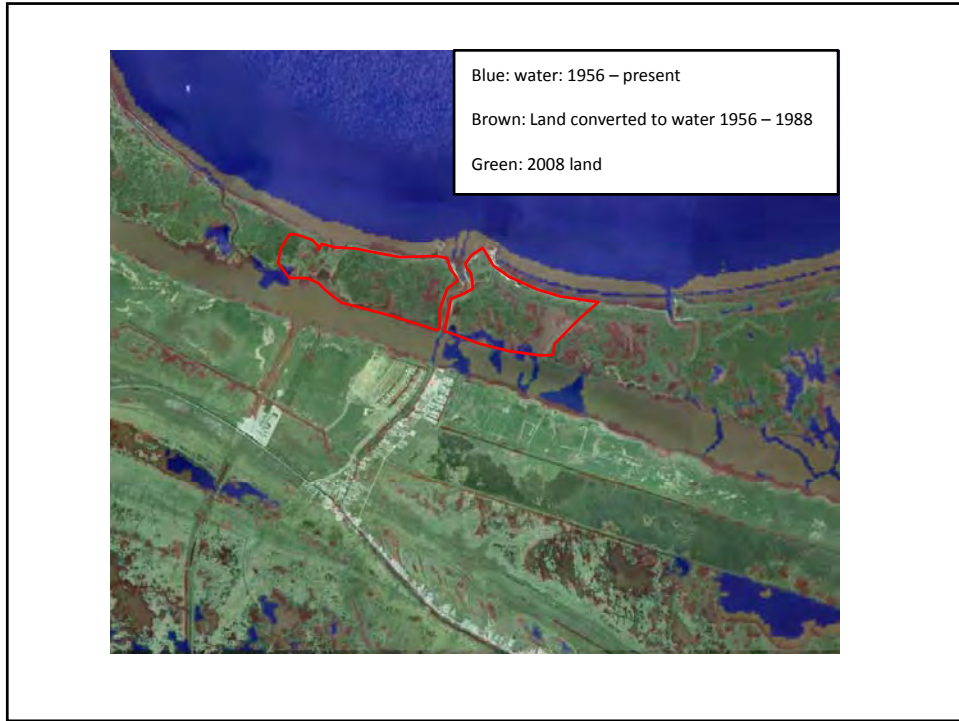 Blue: water: 1956 – present
Brown: Land converted to water 1956 – 1988
Green: 2008 land